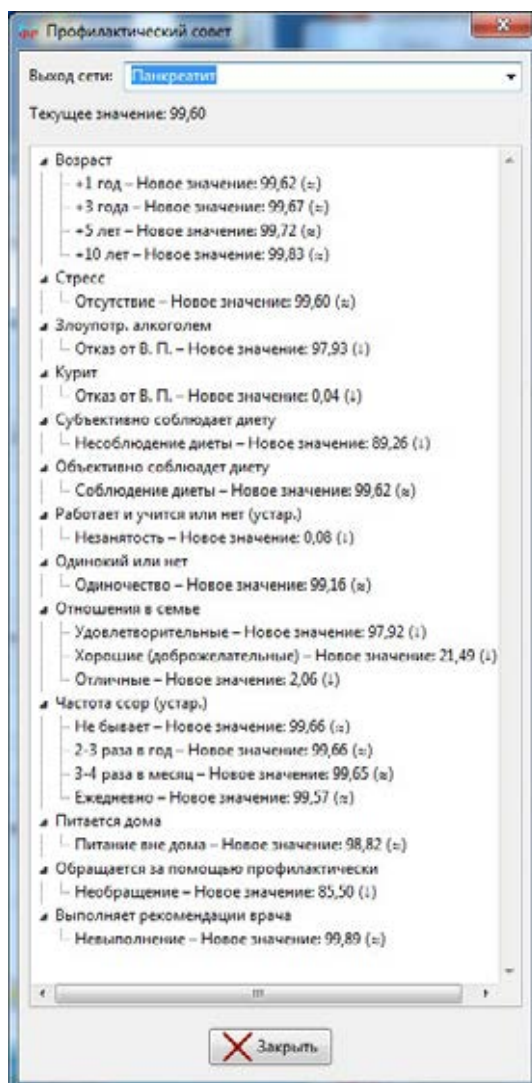 Профилактический совет
Выход сети: Панкреатит
Текущее значение: 99,60
Возраст
+1 год – Новое значение: 99,62 (≈)
+3 года – Новое значение: 99,67 (≈)
+5 лет – Новое значение: 99,72 (≈)
+10 лет – Новое значение: 99,83 (≈)
Стресс
Отсутствие – Новое значение: 99,60 (≈)
Злоупотр. алкоголем
Отказ от В. П. – Новое значение: 97,93 (↓)
Курит
Отказ от В. П. – Новое значение: 0,04 (↓)
Субъективно соблюдает диету
Несоблюдение диеты – Новое значение: 89,26 (↓)
Объективно соблюадет диету
Соблюдение диеты – Новое значение: 99,62 (≈)
Работает и учится или нет (устар.)
Незанятость – Новое значение: 0,08 (↓)
Одинокий или нет
Одиночество – Новое значение: 99,16 (≈)
Отношения в семье
Удовлетворительные – Новое значение: 97,92 (↓)
Хорошие (доброжелательные) – Новое значение: 21,49 (↓)
Отличные – Новое значение: 2,06 (↓)
Частота ссор (устар.)
Не бывает – Новое значение: 99,66 (≈)
2-3 раза в год – Новое значение: 99,66 (≈)
3-4 раза в месяц – Новое значение: 99,65 (≈)
Ежедневно – Новое значение: 99,57 (≈)
Питается дома
Питание вне дома – Новое значение: 98,82 (≈)
Обращается за помощью профилактически
Необращение – Новое значение: 85,50 (↓)
Выполняет рекомендации врача
Невыполнение – Новое значение: 99,89 (≈)
Закрыть